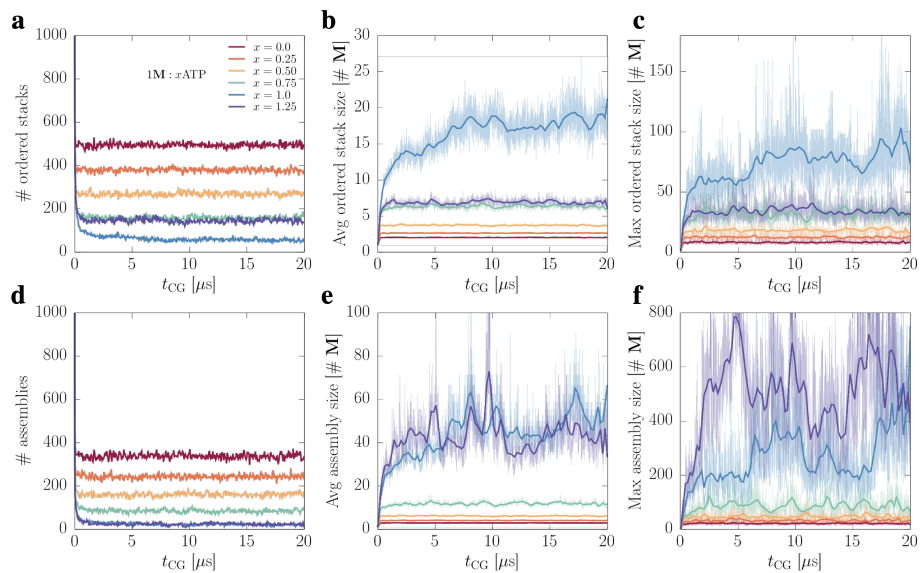 a
1000
800
600
400
200
0
# ordered stacks
1M : xATP
x = 0.0
x = 0.25
x = 0.50
x = 0.75
x = 1.0
x = 1.25
0 5 10 15 20
tCG [μs]
b
30
25
20
15
10
5
0
Avg ordered stack size [# M]
0 5 10 15 20
tCG [μs]
c
150
100
50
0
Max ordered stack size [# M]
0 5 10 15 20
tCG [μs]
d
1000
800
600
400
200
0
# assemblies
0 5 10 15 20
tCG [μs]
e
100
80
60
40
20
0
Avg assembly size [# M]
0 5 10 15 20
tCG [μs]
f
800
600
400
200
0
Max assembly size [# M]
0 5 10 15 20
tCG [μs]